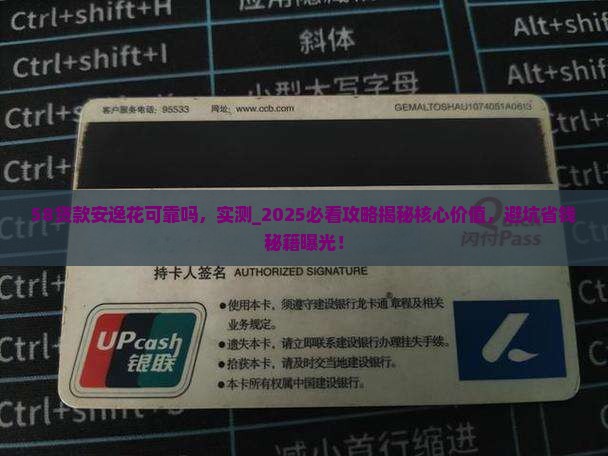 Ctrl+shift+H
应用隐藏
Ctrl+shift+I
斜体
Alt+shift
Ctrl+s
小型大写字母
Alt+shif
客户服务电话: 95533 网址: www.ccb.com GEMALTOSHAU1074051A0813
贷款安逸花可靠吗,实测_2025必看攻略揭秘核心价值,避坑省钱
秘籍曝光!
闪付Pass
持卡人签名 AUTHORIZED SIGNATURE
●使用本卡,须遵守建设银行龙卡通章程及相关
业务规定。
●遗失本卡,请立即联系建设银行办理挂失手续。
●拾获本卡,请及时交当地建设银行。
●本卡所有权属中国建设银行。
UPcash
银联
Ctrl+
Ctrl+
减小首行缩进